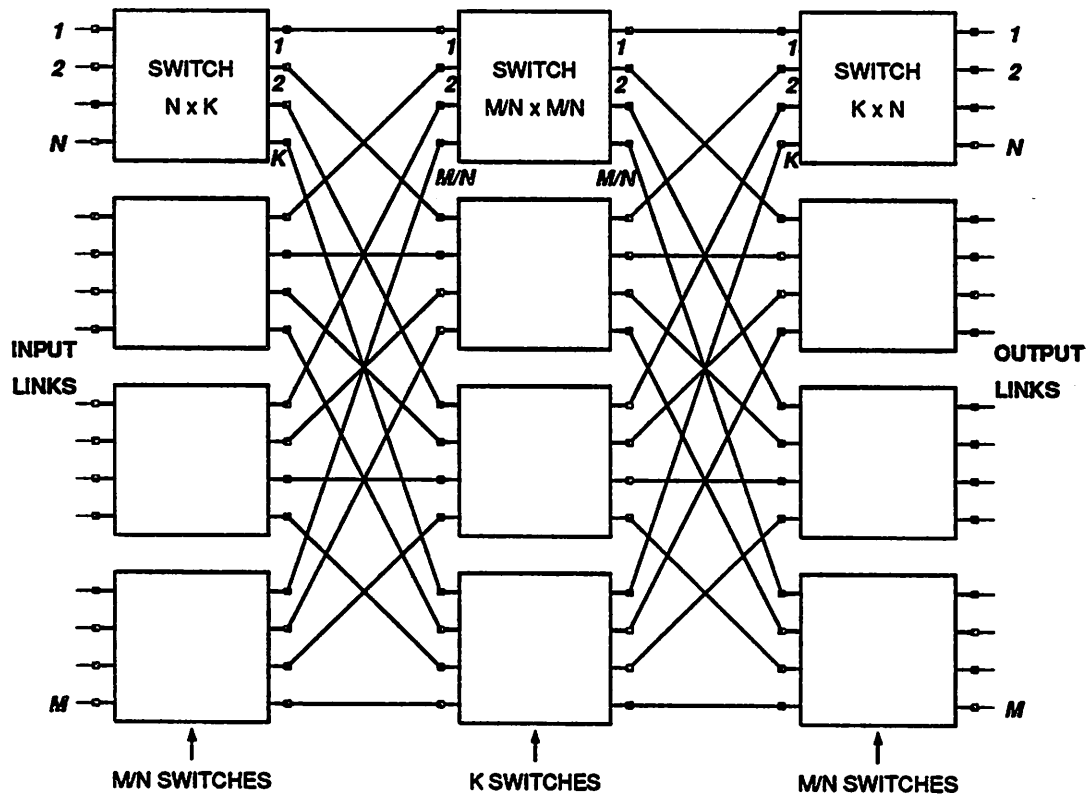 1
2
N
SWITCH
N x K
1
2
K
1
2
M/N
SWITCH
M/N x M/N
1
2
M/N
1
2
K
SWITCH
K x N
1
2
N
INPUT
LINKS
OUTPUT
LINKS
M
M
M/N SWITCHES
K SWITCHES
M/N SWITCHES